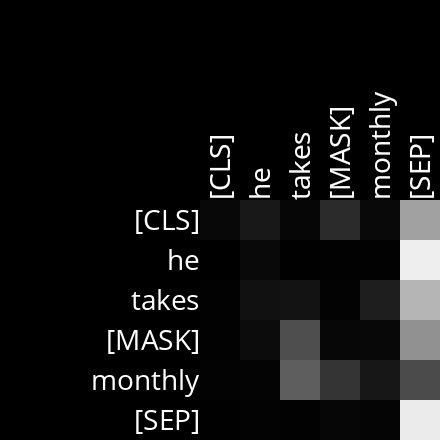 [CLS] he takes [MASK] monthly [SEP]
[CLS]
he
takes
[MASK]
monthly
[SEP]